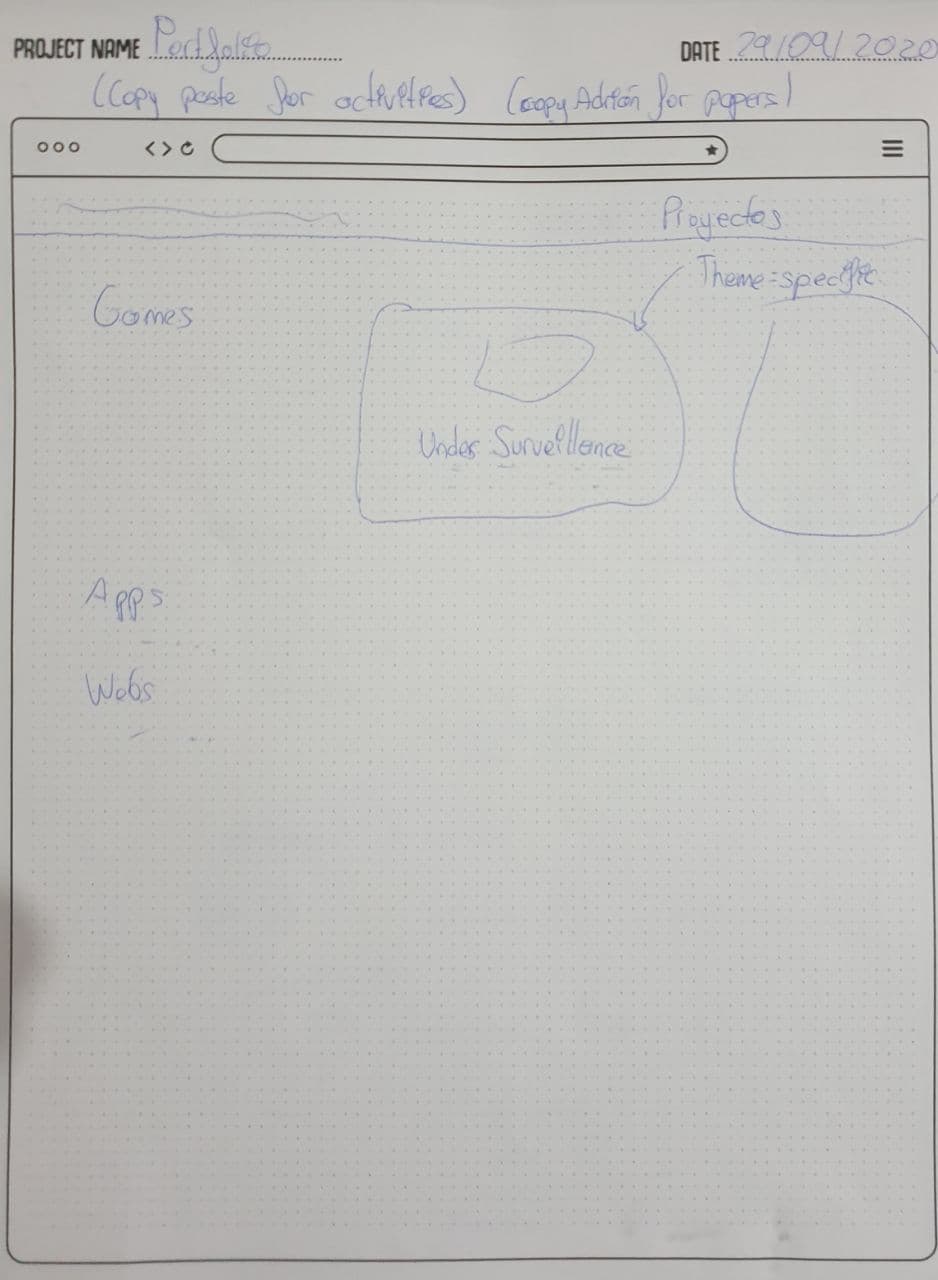 PROJECT NAME Portfolio DATE 29/09/2020
(Copy paste for activities) (copy Adrián for papers)
Proyectos
Theme-specific
Games
Under Surveillance
Apps
Webs